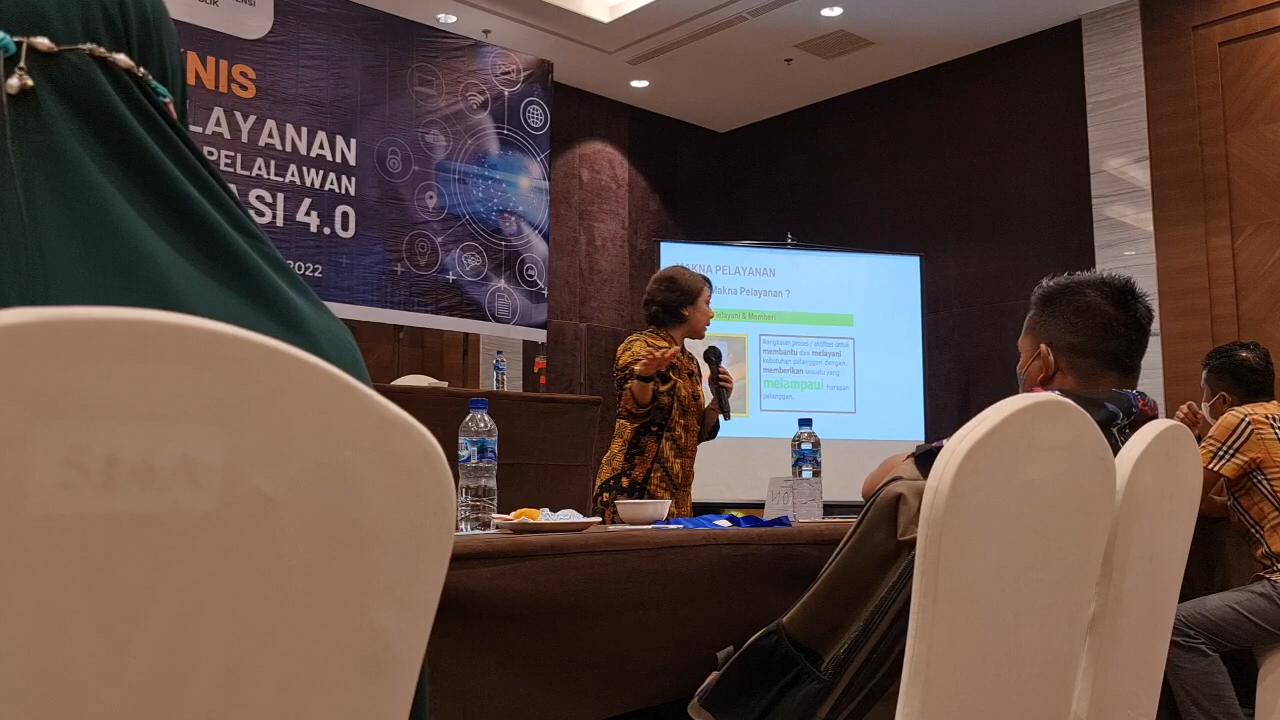 LIK
NIS
LAYANAN
PELALAWAN
ASI 4.0
2022
MAKNA PELAYANAN
Makna Pelayanan ?
Melayani & Memberi
Rangkaian proses / aktifitas untuk
membantu dan melayani
kebutuhan pelanggan dengan
memberikan sesuatu yang
melampaui harapan
pelanggan.